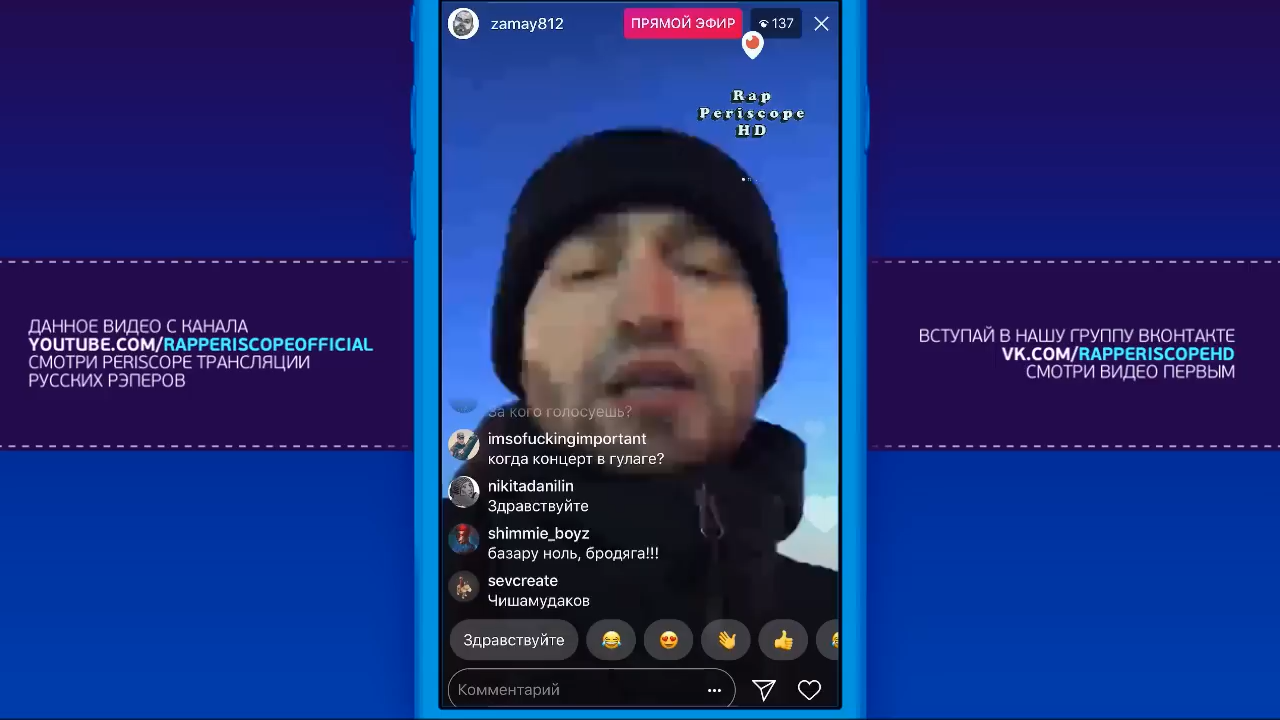 zamay812
ПРЯМОЙ ЭФИР
137
Rap
Periscope
HD
ДАННОЕ ВИДЕО С КАНАЛА
YOUTUBE.COM/RAPPERISCOPEOFFICIAL
СМОТРИ PERISCOPE ТРАНСЛЯЦИИ
РУССКИХ РЭПЕРОВ
ВСТУПАЙ В НАШУ ГРУППУ ВКОНТАКТЕ
VK.COM/RAPPERISCOPEHD
СМОТРИ ВИДЕО ПЕРВЫМ
За кого голосуешь?
imsofuckingimportant
когда концерт в гулаге?
nikitadanilin
Здравствуйте
shimmie_boyz
базару ноль, бродяга!!!
sevcreate
Чишамудаков
Здравствуйте
Комментарий